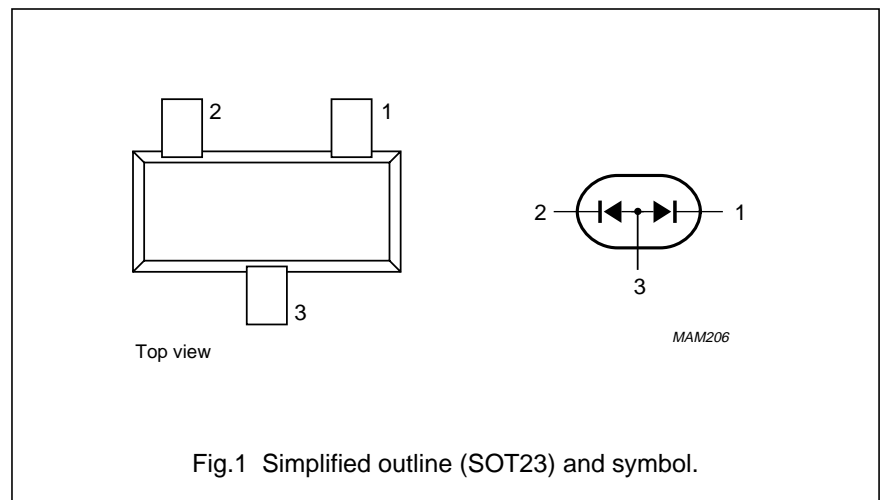 2 1
2 1
3
3
MAM206
Top view
Fig.1 Simplified outline (SOT23) and symbol.